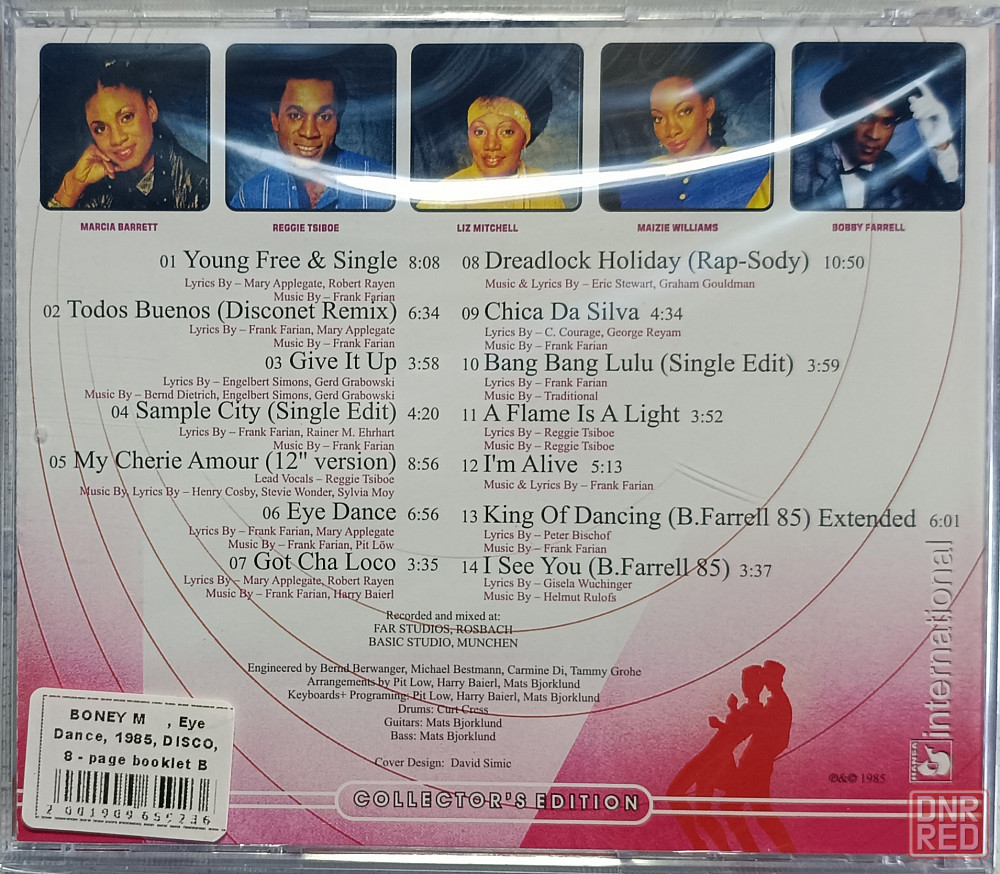 MARCIA BARRETT
REGGIE TSIBOE
LIZ MITCHELL
MAIZIE WILLIAMS
BOBBY FARRELL
01 Young Free & Single 8:08
Lyrics By – Mary Applegate, Robert Rayen
Music By – Frank Farian
02 Todos Buenos (Disconet Remix) 6:34
Lyrics By – Frank Farian, Mary Applegate
Music By – Frank Farian
03 Give It Up 3:58
Lyrics By – Engelbert Simons, Gerd Grabowski
Music By – Bernd Dietrich, Engelbert Simons, Gerd Grabowski
04 Sample City (Single Edit) 4:20
Lyrics By – Frank Farian, Rainer M. Ehrhart
Music By – Frank Farian
05 My Cherie Amour (12" version) 8:56
Lead Vocals – Reggie Tsiboe
Music By, Lyrics By – Henry Cosby, Stevie Wonder, Sylvia Moy
06 Eye Dance 6:56
Lyrics By – Frank Farian, Mary Applegate
Music By – Frank Farian, Pit Löw
07 Got Cha Loco 3:35
Lyrics By – Mary Applegate, Robert Rayen
Music By – Frank Farian, Harry Baierl
08 Dreadlock Holiday (Rap-Sody) 10:50
Music & Lyrics By – Eric Stewart, Graham Gouldman
09 Chica Da Silva 4:34
Lyrics By – C. Courage, George Reyam
Music By – Frank Farian
10 Bang Bang Lulu (Single Edit) 3:59
Lyrics By – Frank Farian
Music By – Traditional
11 A Flame Is A Light 3:52
Lyrics By – Reggie Tsiboe
Music By – Reggie Tsiboe
12 I'm Alive 5:13
Music & Lyrics By – Frank Farian
13 King Of Dancing (B.Farrell 85) Extended 6:01
Lyrics By – Peter Bischof
Music By – Frank Farian
14 I See You (B.Farrell 85) 3:37
Lyrics By – Gisela Wuchinger
Music By – Helmut Rulofs
Recorded and mixed at:
FAR STUDIOS, ROSBACH
BASIC STUDIO, MUNCHEN
Engineered by Bernd Berwanger, Michael Bestmann, Carmine Di, Tammy Grohe
Arrangements by Pit Low, Harry Baierl, Mats Bjorklund
Keyboards+ Programing: Pit Low, Harry Baierl, Mats Bjorklund
Drums: Curt Cress
Guitars: Mats Bjorklund
Bass: Mats Bjorklund
Cover Design: David Simic
COLLECTOR'S EDITION
℗&© 1985
HANSA
international
BONEY M , Eye
Dance, 1985, DISCO,
8 - page booklet B
2 001909 659236
DNR
RED